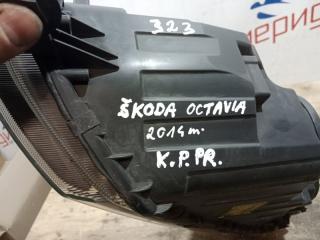 323
ŠKODA OCTAVIA
2014 m.
K.P.PR.